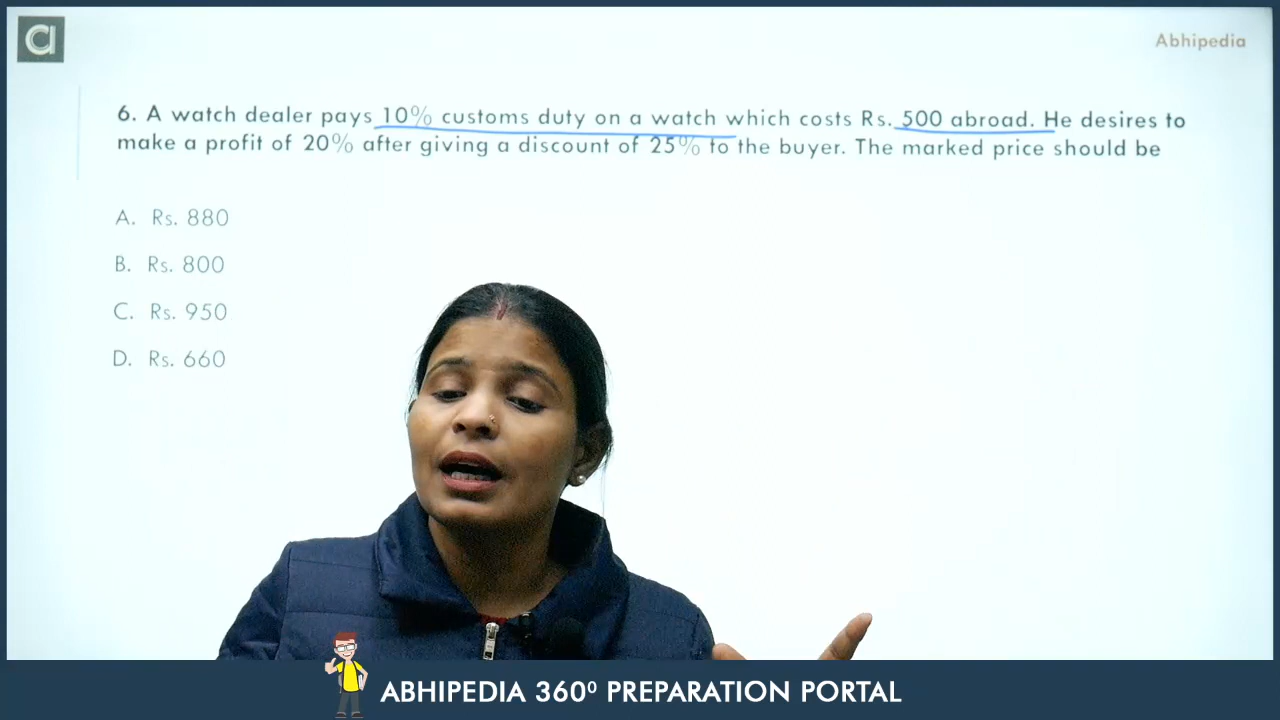 Abhipedia
6. A watch dealer pays 10% customs duty on a watch which costs Rs. 500 abroad. He desires to
make a profit of 20% after giving a discount of 25% to the buyer. The marked price should be
A. Rs. 880
B. Rs. 800
C. Rs. 950
D. Rs. 660
ABHIPEDIA 360⁰ PREPARATION PORTAL